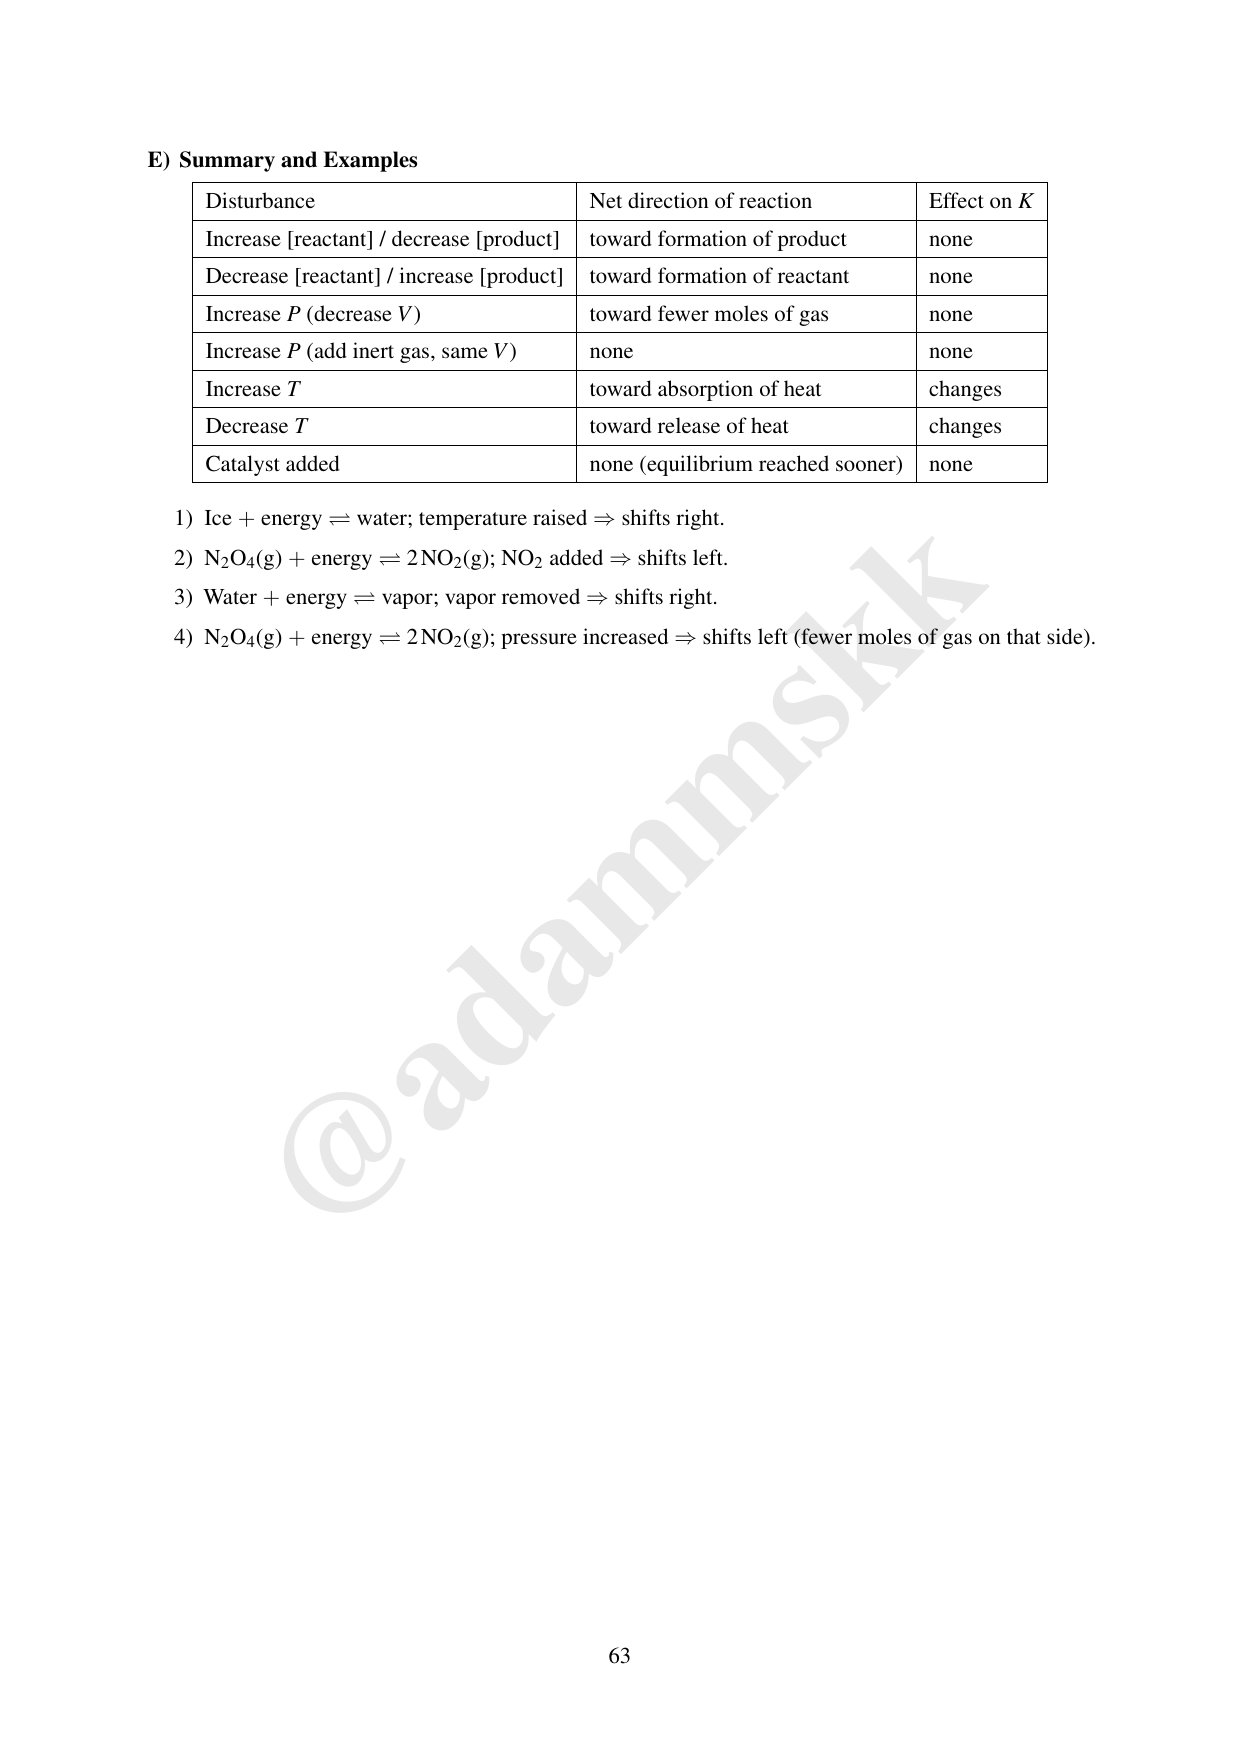 E) Summary and Examples
Disturbance Net direction of reaction Effect on K
Increase [reactant] / decrease [product] toward formation of product none
Decrease [reactant] / increase [product] toward formation of reactant none
Increase P (decrease V) toward fewer moles of gas none
Increase P (add inert gas, same V) none none
Increase T toward absorption of heat changes
Decrease T toward release of heat changes
Catalyst added none (equilibrium reached sooner) none
1) Ice + energy ⇌ water; temperature raised ⇒ shifts right.
2) N₂O₄(g) + energy ⇌ 2NO₂(g); NO₂ added ⇒ shifts left.
3) Water + energy ⇌ vapor; vapor removed ⇒ shifts right.
4) N₂O₄(g) + energy ⇌ 2NO₂(g); pressure increased ⇒ shifts left (fewer moles of gas on that side).
@adammskk
63